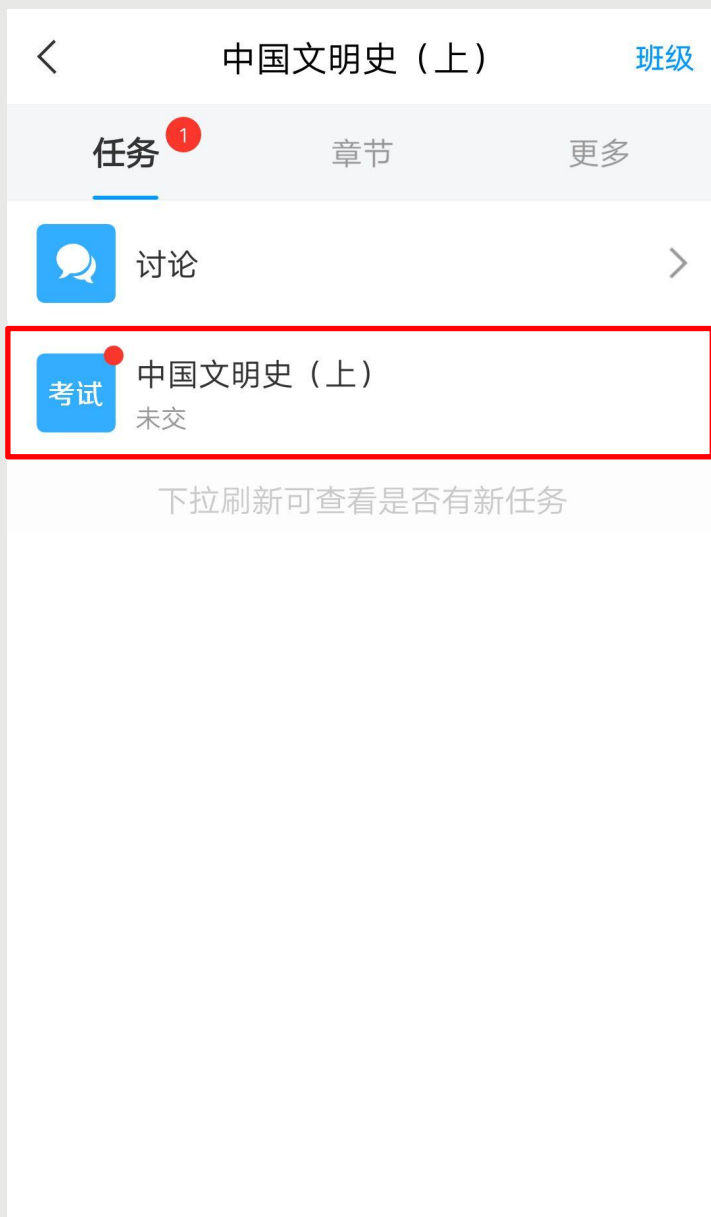 中国文明史（上）
班级
任务 1
章节
更多
讨论
考试
中国文明史（上）
未交
下拉刷新可查看是否有新任务